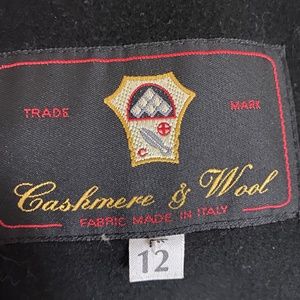 TRADE MARK
C
Cashmere & Wool
FABRIC MADE IN ITALY
12